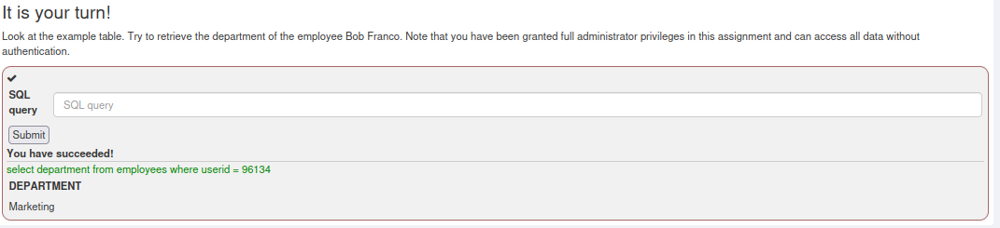 It is your turn!
Look at the example table. Try to retrieve the department of the employee Bob Franco. Note that you have been granted full administrator privileges in this assignment and can access all data without
authentication.
SQL
query
SQL query
Submit
You have succeeded!
select department from employees where userid = 96134
DEPARTMENT
Marketing